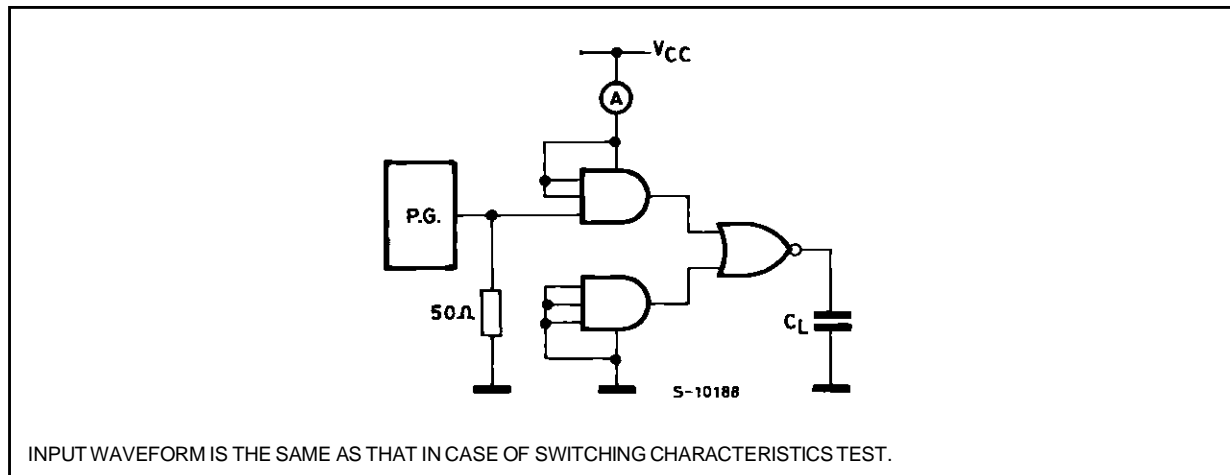 VCC
A
P.G.
50Ω
CL
S-10188
INPUT WAVEFORM IS THE SAME AS THAT IN CASE OF SWITCHING CHARACTERISTICS TEST.